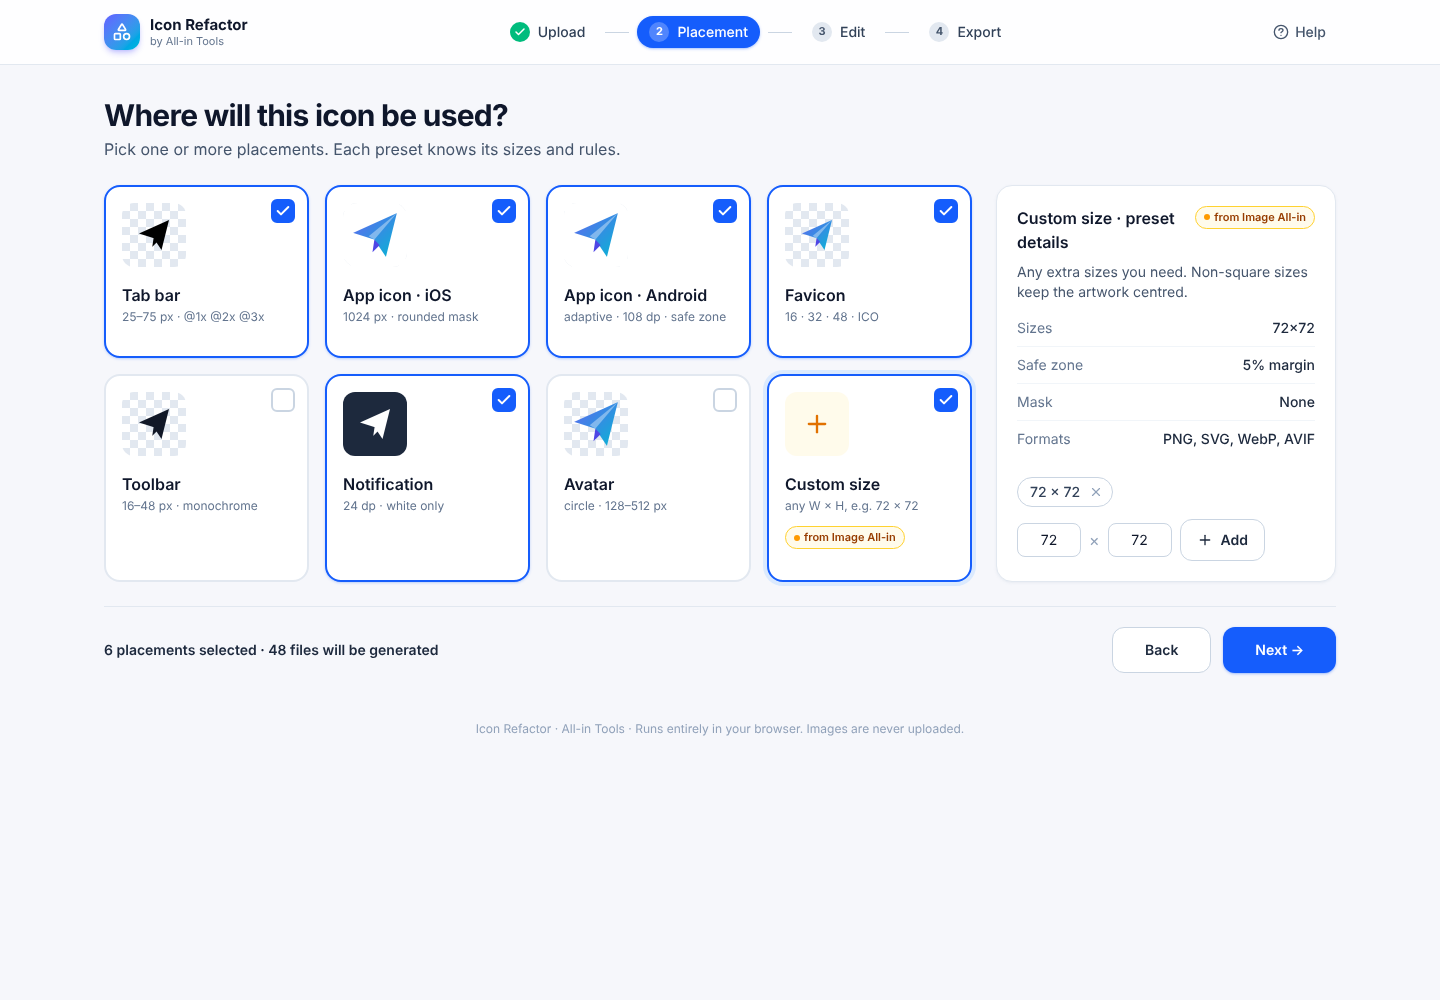 Icon Refactor
by All-in Tools
Upload
2 Placement
3 Edit
4 Export
Help
Where will this icon be used?
Pick one or more placements. Each preset knows its sizes and rules.
Tab bar
25–75 px · @1x @2x @3x
App icon · iOS
1024 px · rounded mask
App icon · Android
adaptive · 108 dp · safe zone
Favicon
16 · 32 · 48 · ICO
Toolbar
16–48 px · monochrome
Notification
24 dp · white only
Avatar
circle · 128–512 px
Custom size
any W × H, e.g. 72 × 72
from Image All-in
Custom size · preset
details
from Image All-in
Any extra sizes you need. Non-square sizes
keep the artwork centred.
Sizes 72×72
Safe zone 5% margin
Mask None
Formats PNG, SVG, WebP, AVIF
72 × 72 ×
72 × 72 + Add
6 placements selected · 48 files will be generated
Back
Next →
Icon Refactor · All-in Tools · Runs entirely in your browser. Images are never uploaded.